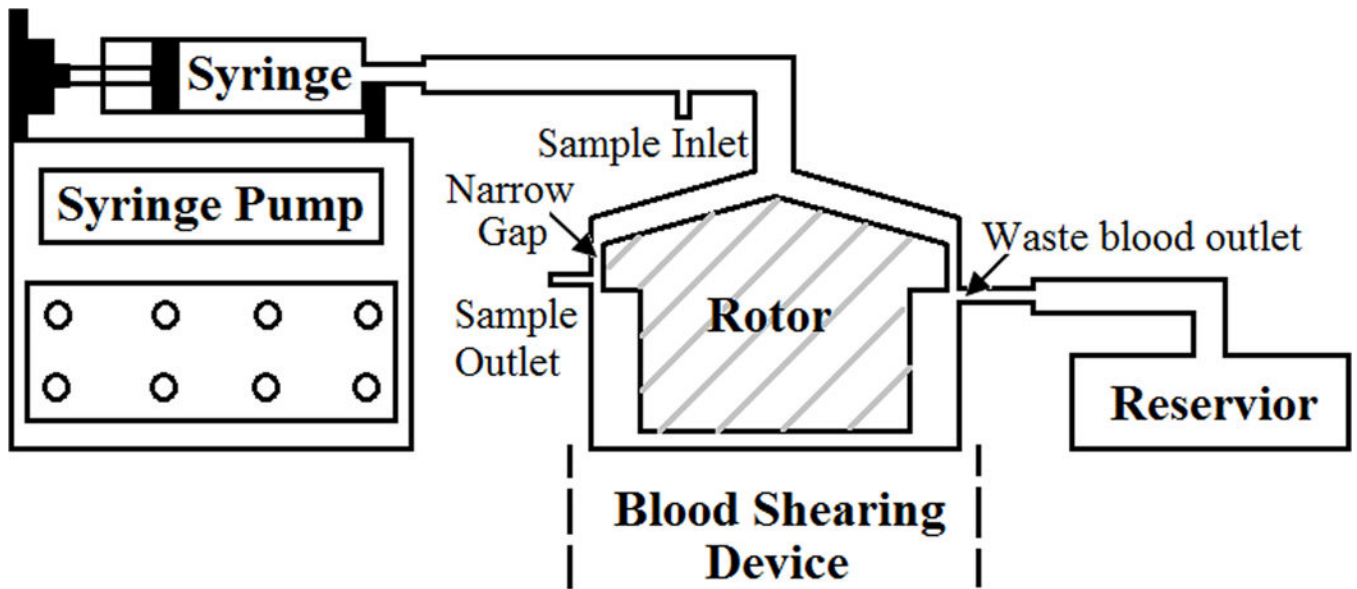 Syringe
Sample Inlet
Syringe Pump
Narrow
Gap
Waste blood outlet
Sample
Outlet
Rotor
Reservior
Blood Shearing
Device